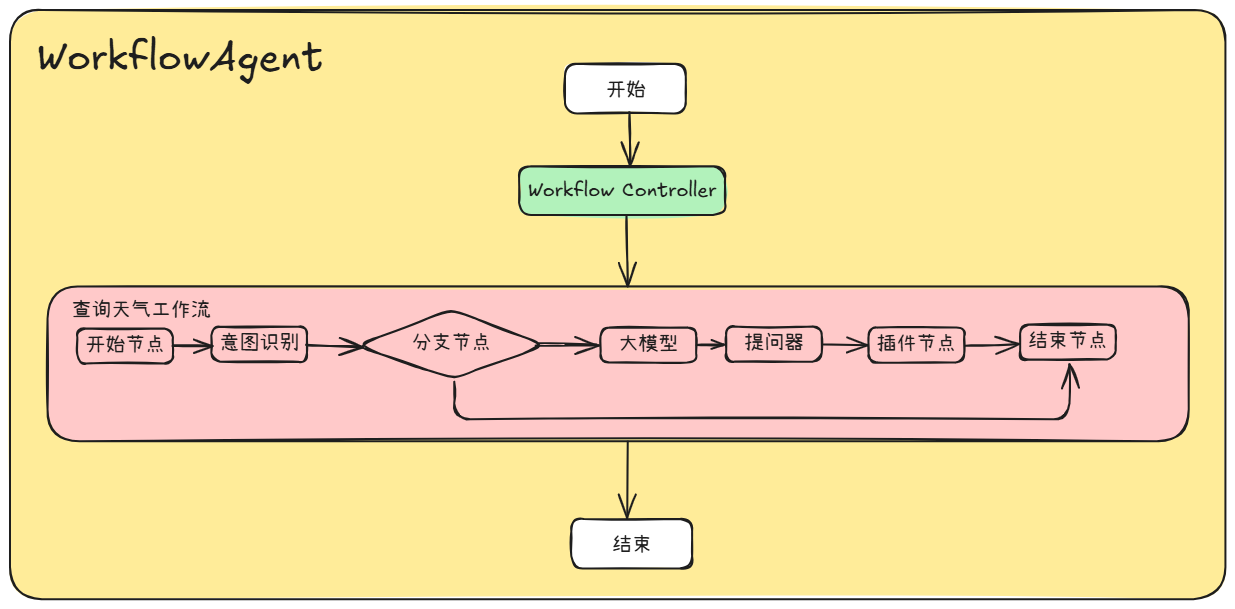 WorkflowAgent
开始
Workflow Controller
查询天气工作流
开始节点
意图识别
分支节点
大模型
提问器
插件节点
结束节点
结束